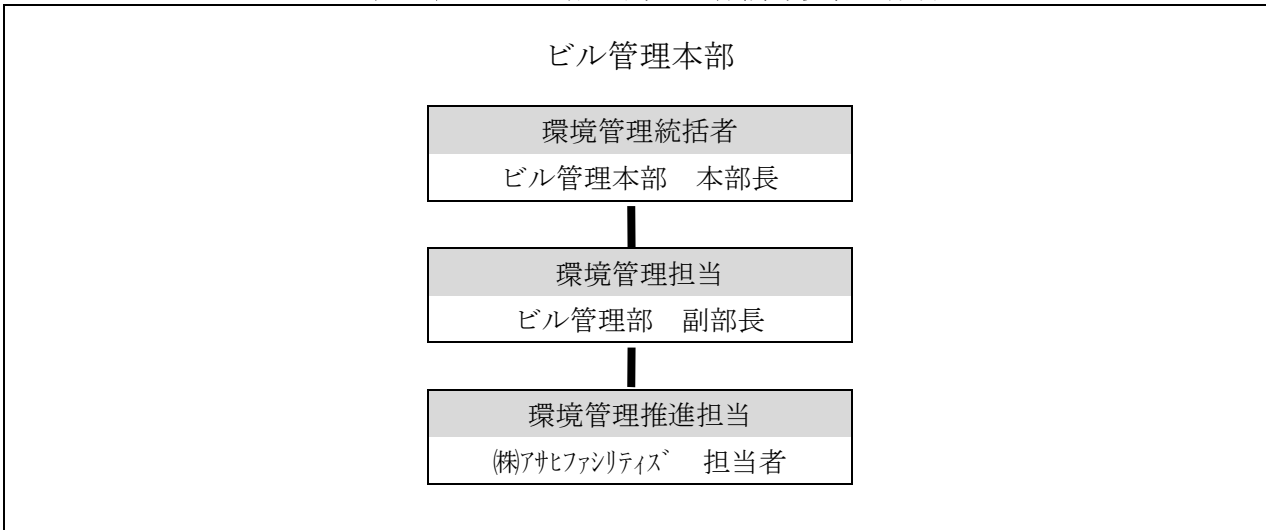 ビル管理本部
環境管理統括者
ビル管理本部　本部長
環境管理担当
ビル管理部　副部長
環境管理推進担当
㈱ｱｻﾋﾌｧｼﾘﾃｨｽﾞ　担当者